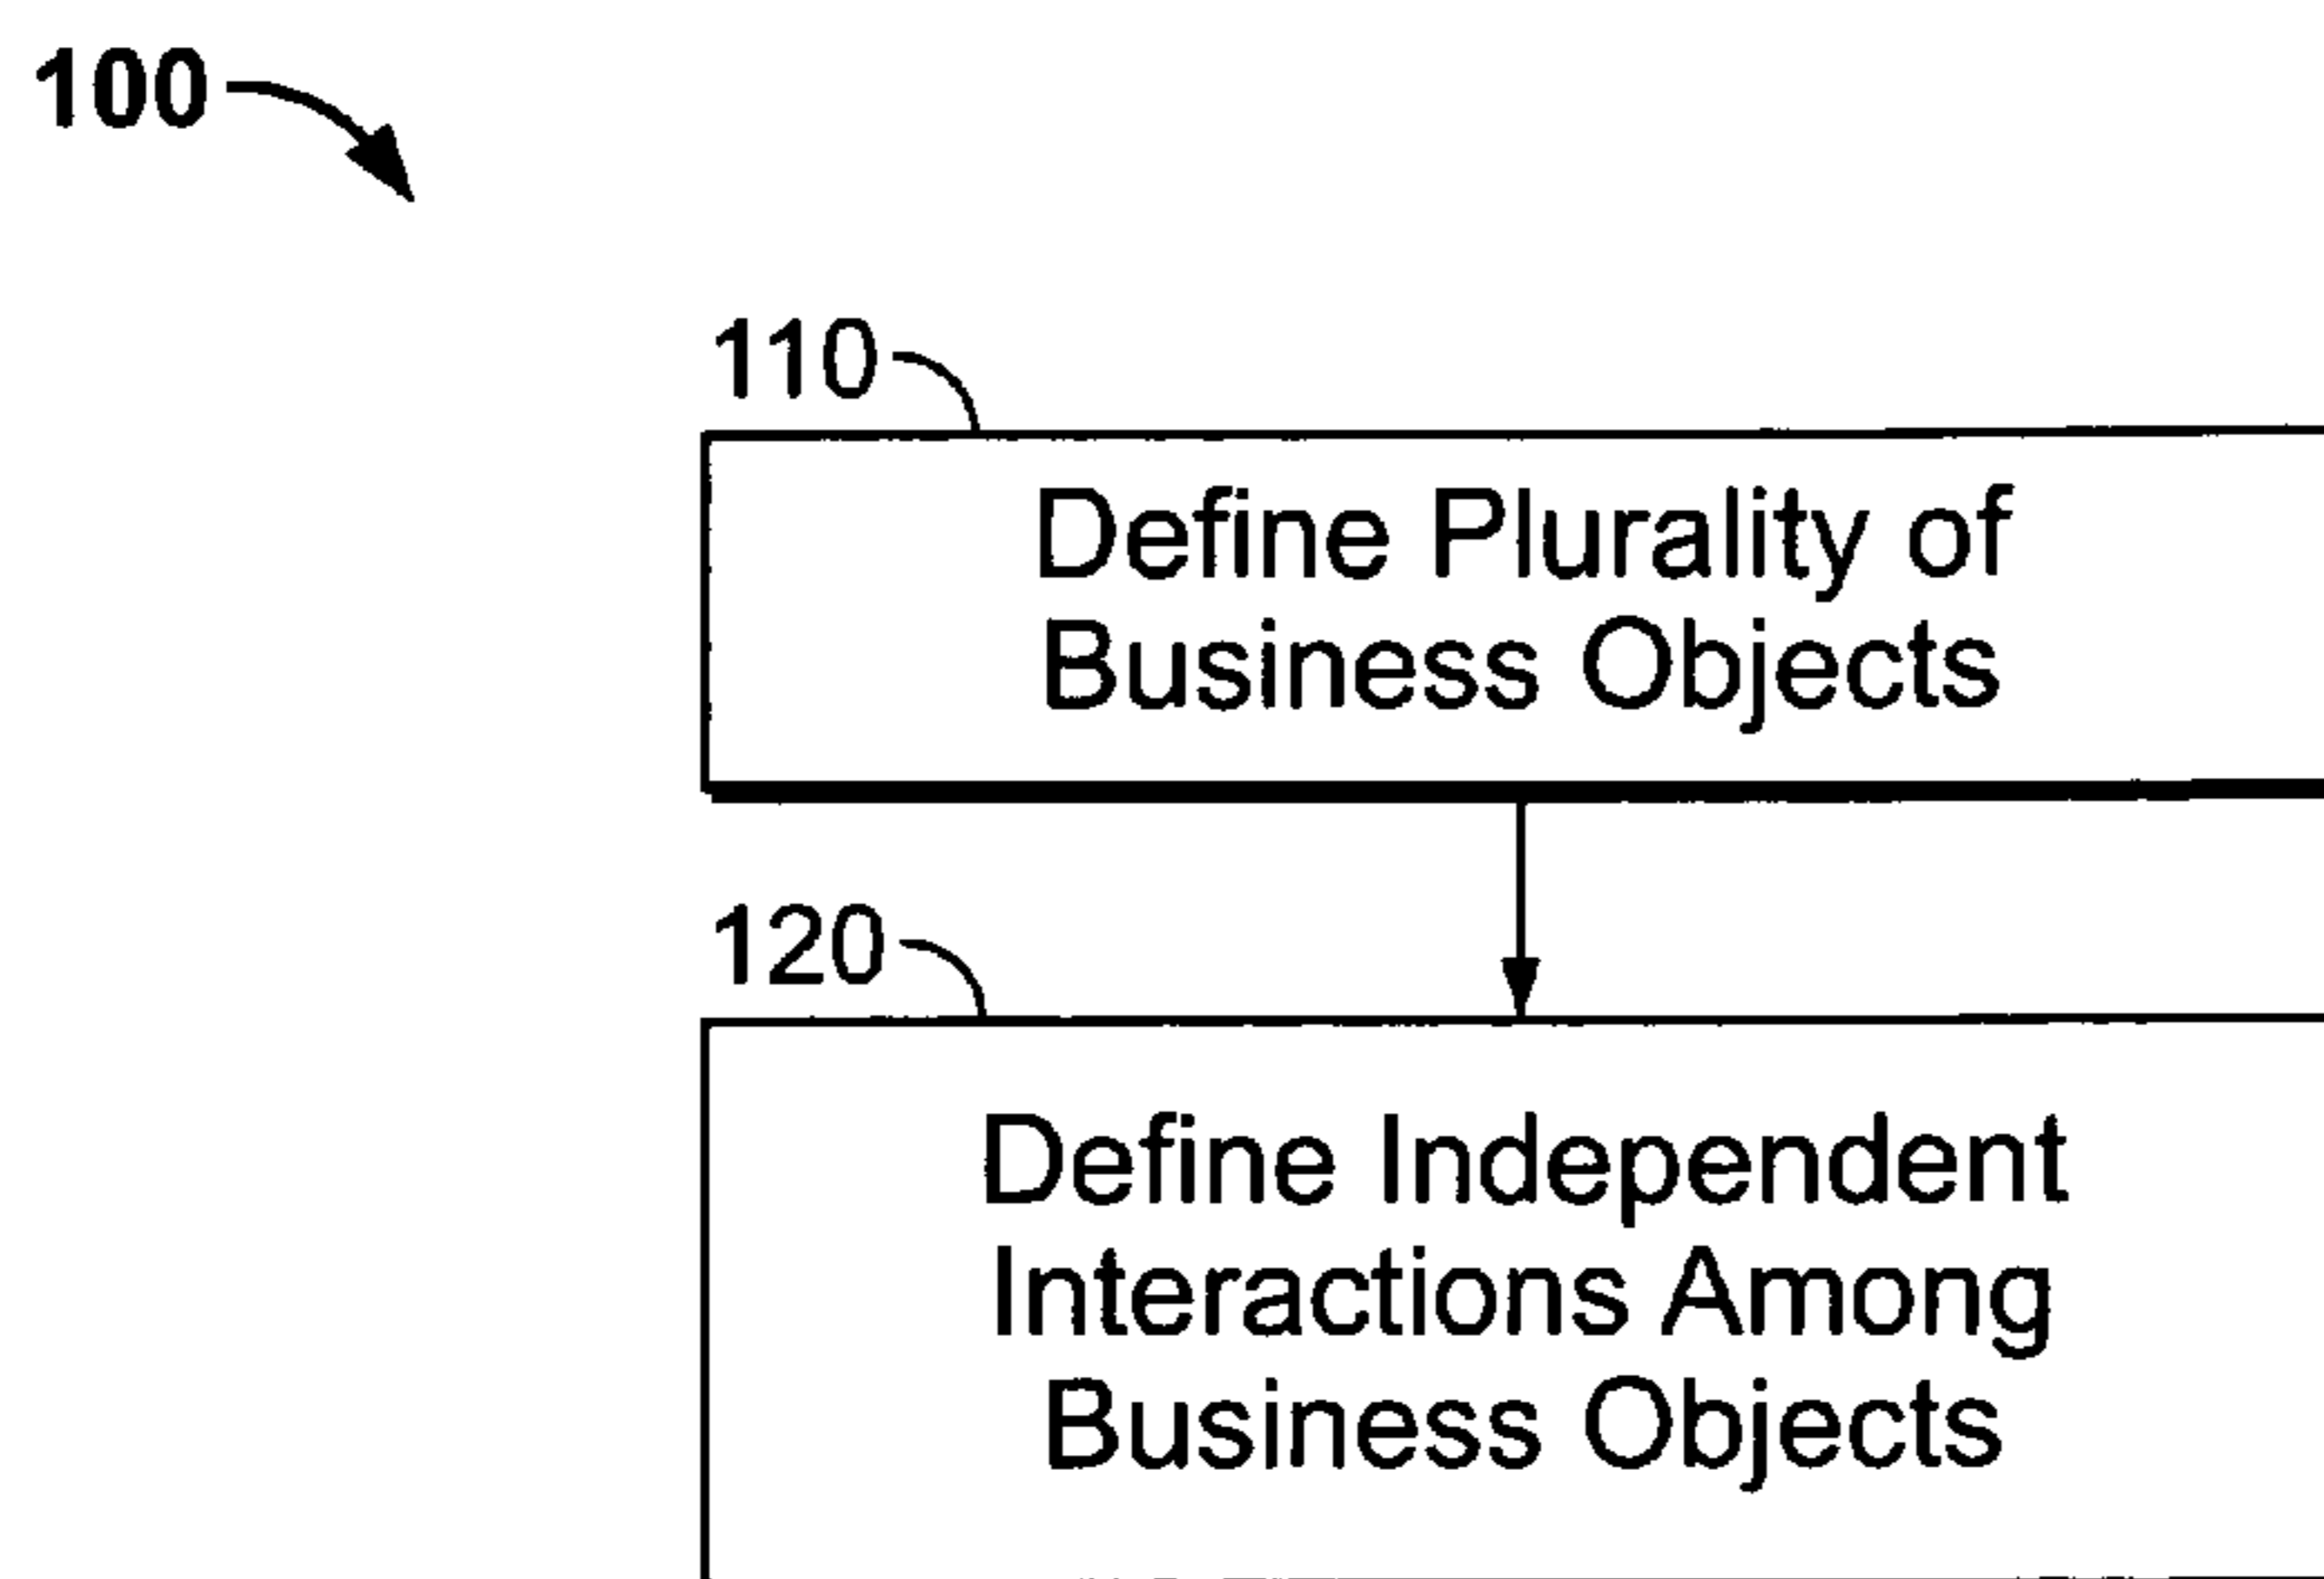 100
110
Define Plurality of
Business Objects
120
Define Independent
Interactions Among
Business Objects